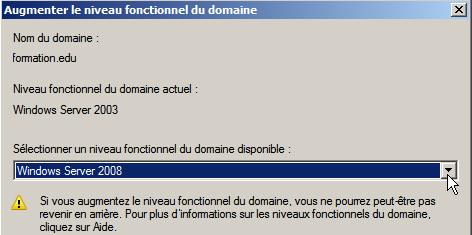 Augmenter le niveau fonctionnel du domaine
Nom du domaine :
formation.edu
Niveau fonctionnel du domaine actuel :
Windows Server 2003
Sélectionner un niveau fonctionnel du domaine disponible :
Windows Server 2008
Si vous augmentez le niveau fonctionnel du domaine, vous ne pourrez peut-être pas
revenir en arrière. Pour plus d'informations sur les niveaux fonctionnels du domaine,
cliquez sur Aide.